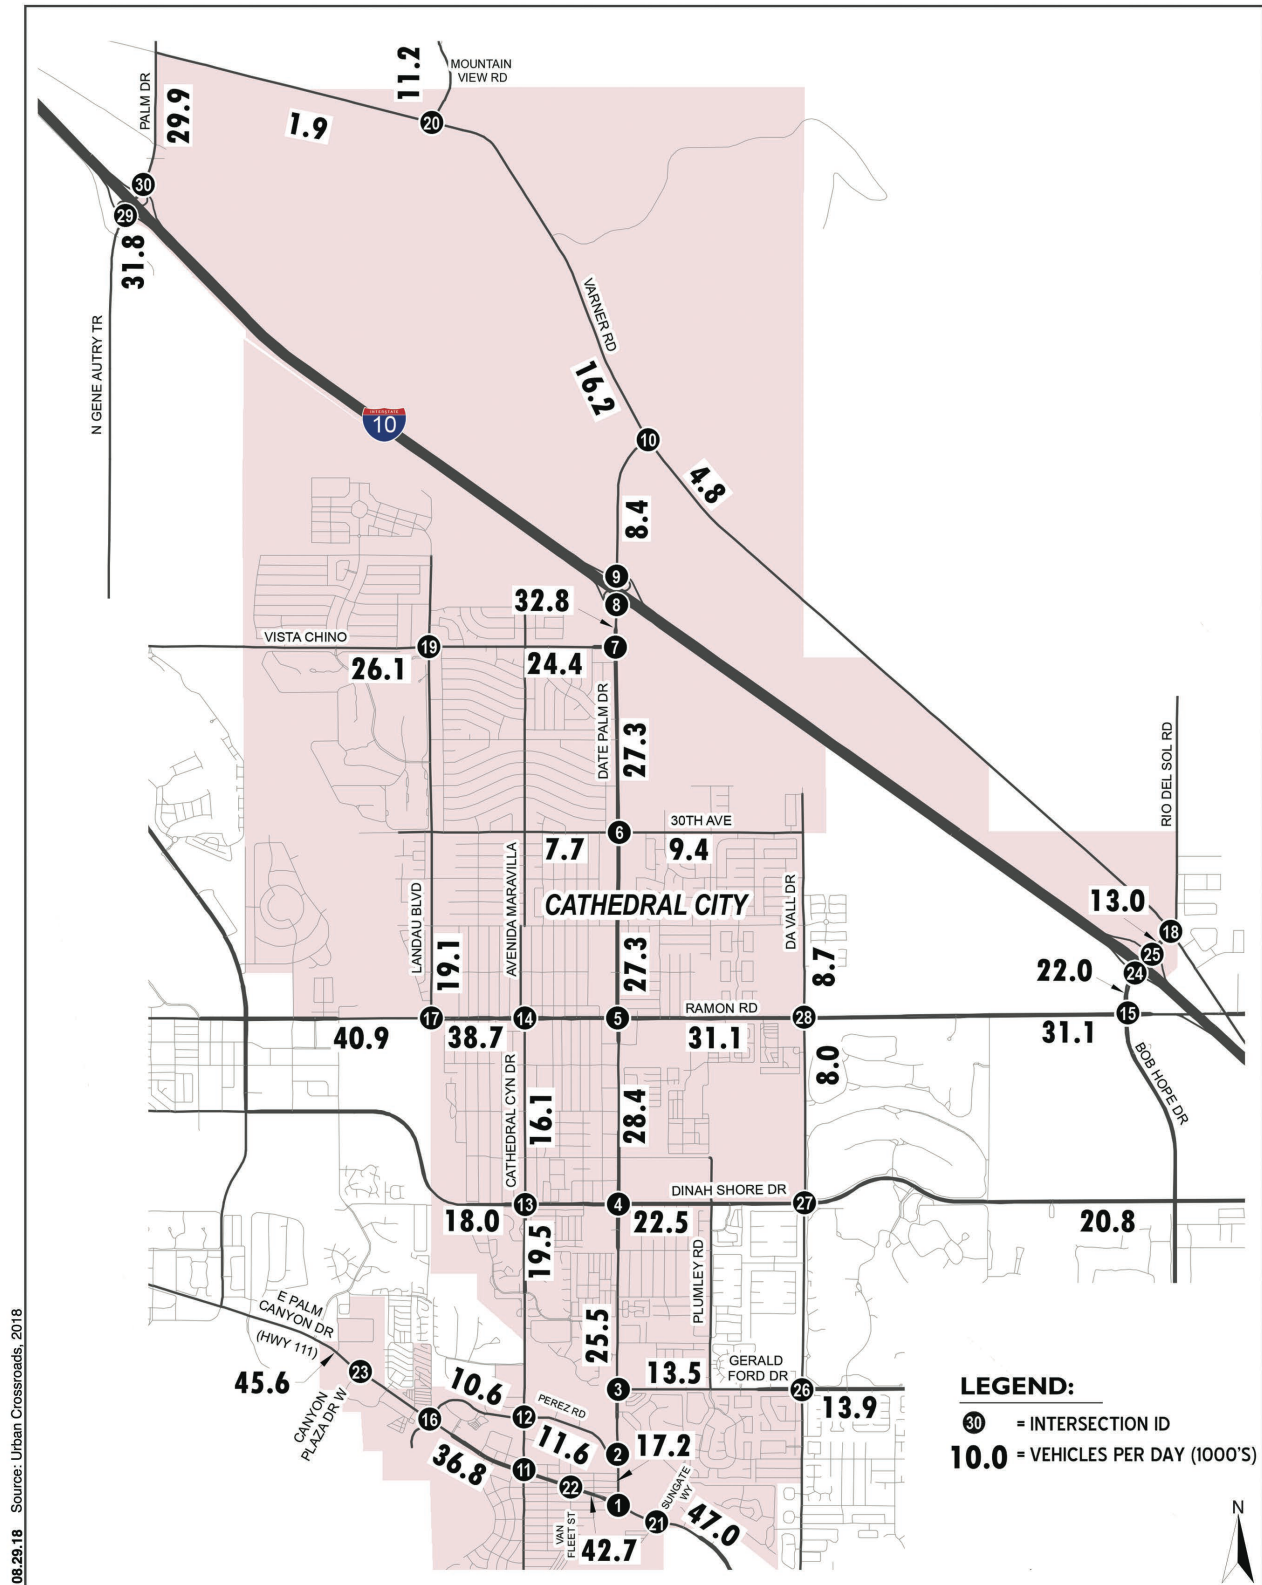 11.2
MOUNTAIN
VIEW RD
PALM DR
29.9
1.9
20
30
29
31.8
N GENE AUTRY TR
VARNER RD
16.2
INTERSTATE
10
10
4.8
8.4
9
32.8
8
VISTA CHINO
19
7
26.1
24.4
DATE PALM DR
27.3
RIO DEL SOL RD
30TH AVE
6
7.7
9.4
AVENIDA MARAVILLA
CATHEDRAL CITY
DA VALL DR
13.0
18
LANDAU BLVD
19.1
27.3
8.7
25
22.0
24
RAMON RD
17
14
5
28
15
40.9
38.7
31.1
31.1
CATHEDRAL CYN DR
16.1
28.4
8.0
BOB HOPE DR
DINAH SHORE DR
13
4
27
18.0
22.5
20.8
19.5
PLUMLEY RD
E PALM
CANYON DR
(HWY 111)
25.5
45.6
23
13.5
GERALD
FORD DR
3
26
13.9
CANYON
PLAZA DR W
10.6
PEREZ RD
16
12
11.6
36.8
2
17.2
11
22
1
SUNGATE
WY
21
47.0
VAN
FLEET ST
42.7
LEGEND:
30 = INTERSECTION ID
10.0 = VEHICLES PER DAY (1000'S)
N
08.29.18 Source: Urban Crossroads, 2018